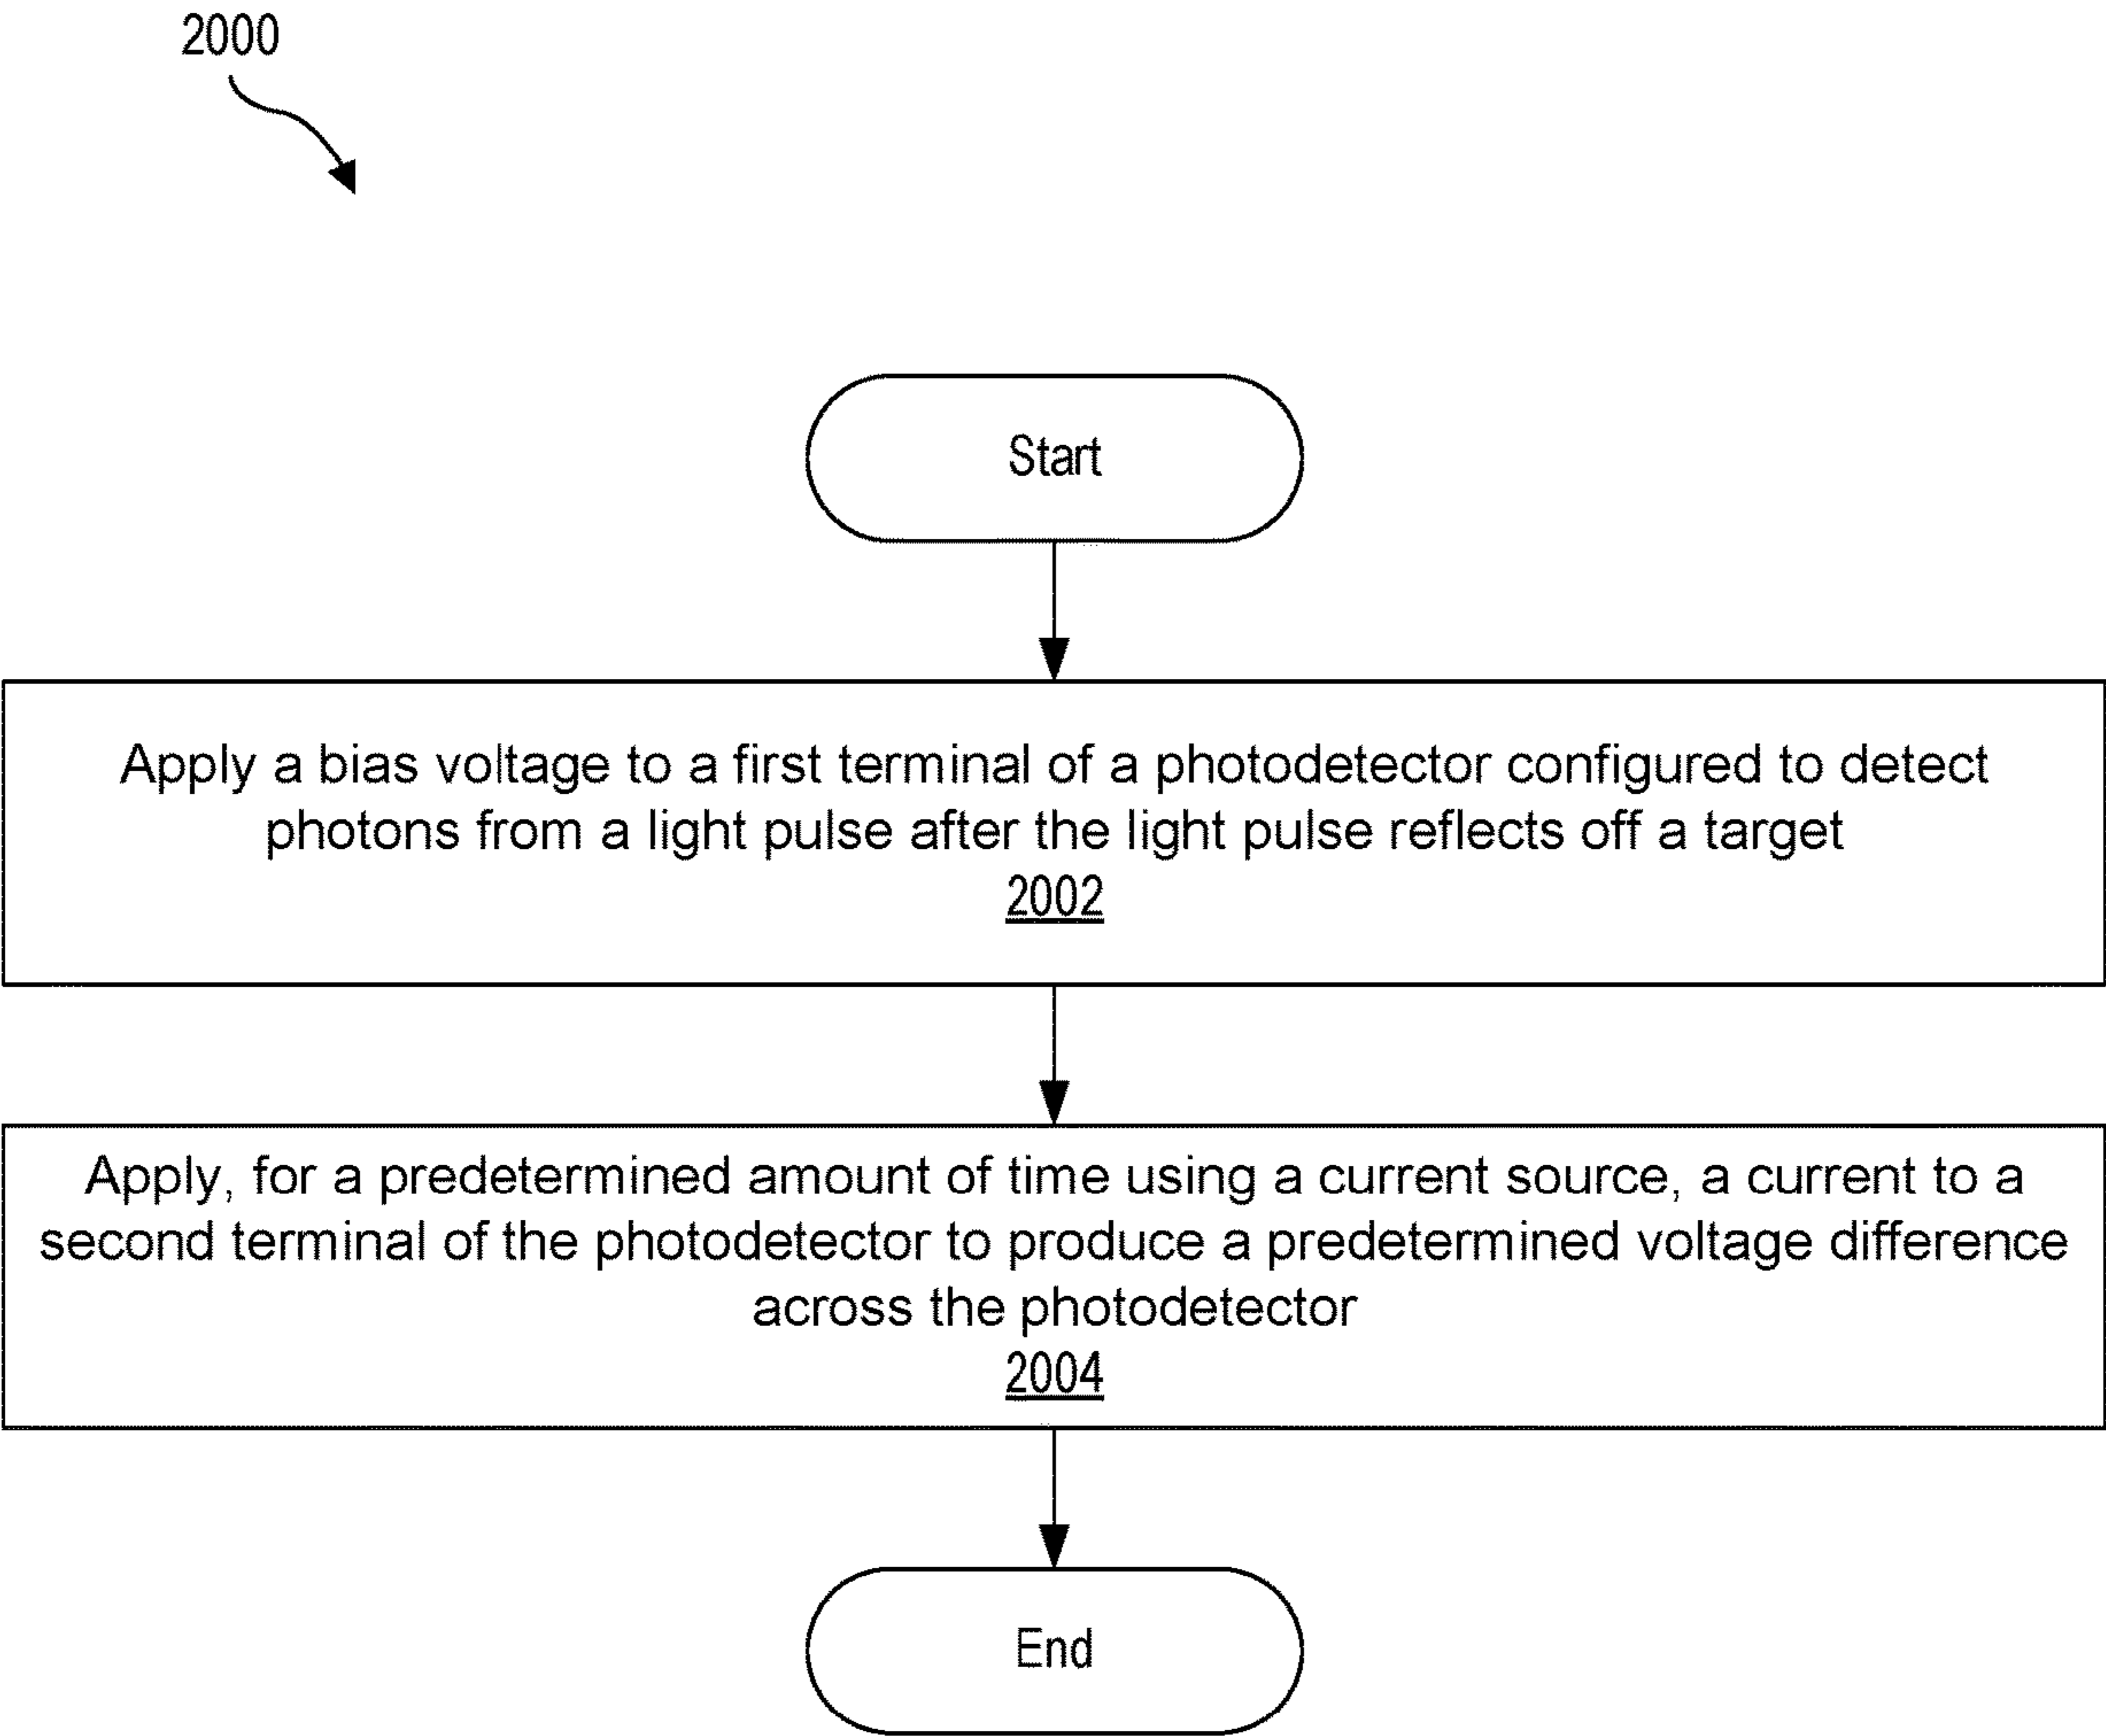 2000
Start
Apply a bias voltage to a first terminal of a photodetector configured to detect
photons from a light pulse after the light pulse reflects off a target
2002
Apply, for a predetermined amount of time using a current source, a current to a
second terminal of the photodetector to produce a predetermined voltage difference
across the photodetector
2004
End